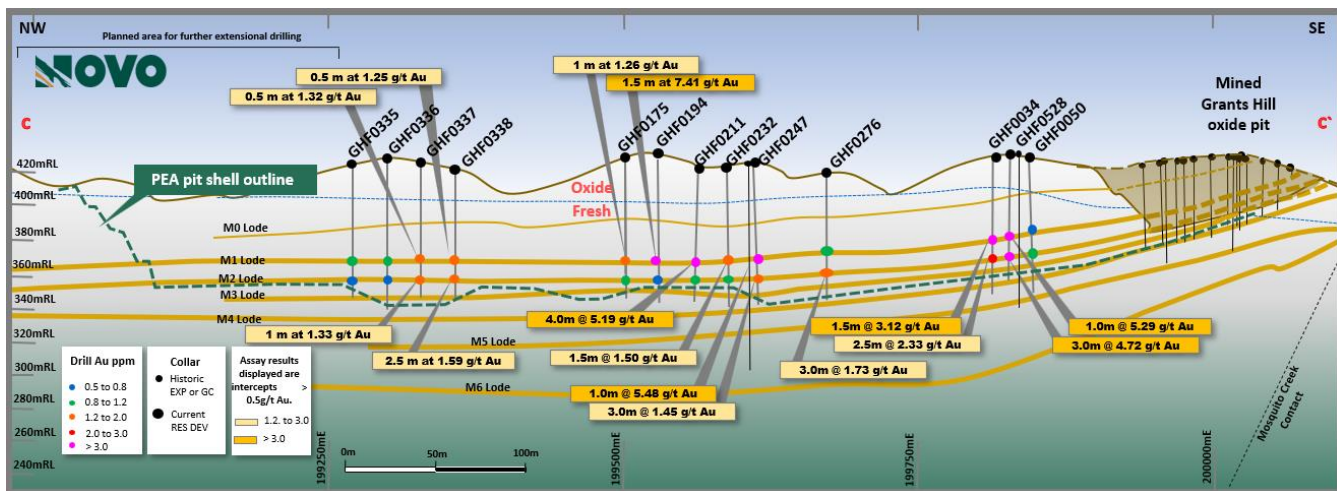 NW
SE
Planned area for further extensional drilling
NOVO
C
C`
0.5 m at 1.25 g/t Au
0.5 m at 1.32 g/t Au
1 m at 1.26 g/t Au
1.5 m at 7.41 g/t Au
Mined
Grants Hill
oxide pit
GHF0335
GHF0336
GHF0337
GHF0338
GHF0175
GHF0194
GHF0211
GHF0232
GHF0247
GHF0276
GHF0034
GHF0528
GHF0050
420mRL
400mRL
380mRL
360mRL
340mRL
320mRL
300mRL
280mRL
260mRL
240mRL
PEA pit shell outline
Oxide
Fresh
M0 Lode
M1 Lode
M2 Lode
M3 Lode
M4 Lode
M5 Lode
M6 Lode
1 m at 1.33 g/t Au
2.5 m at 1.59 g/t Au
4.0m @ 5.19 g/t Au
1.5m @ 1.50 g/t Au
1.0m @ 5.48 g/t Au
3.0m @ 1.45 g/t Au
1.5m @ 3.12 g/t Au
2.5m @ 2.33 g/t Au
3.0m @ 1.73 g/t Au
1.0m @ 5.29 g/t Au
3.0m @ 4.72 g/t Au
Drill Au ppm
0.5 to 0.8
0.8 to 1.2
1.2 to 2.0
2.0 to 3.0
> 3.0
Collar
Historic
EXP or GC
Current
RES DEV
Assay results
displayed are
intercepts >
0.5g/t Au.
1.2. to 3.0
> 3.0
0m
50m
100m
199250mE
199500mE
199750mE
200000mE
Mosquito Creek
Contact